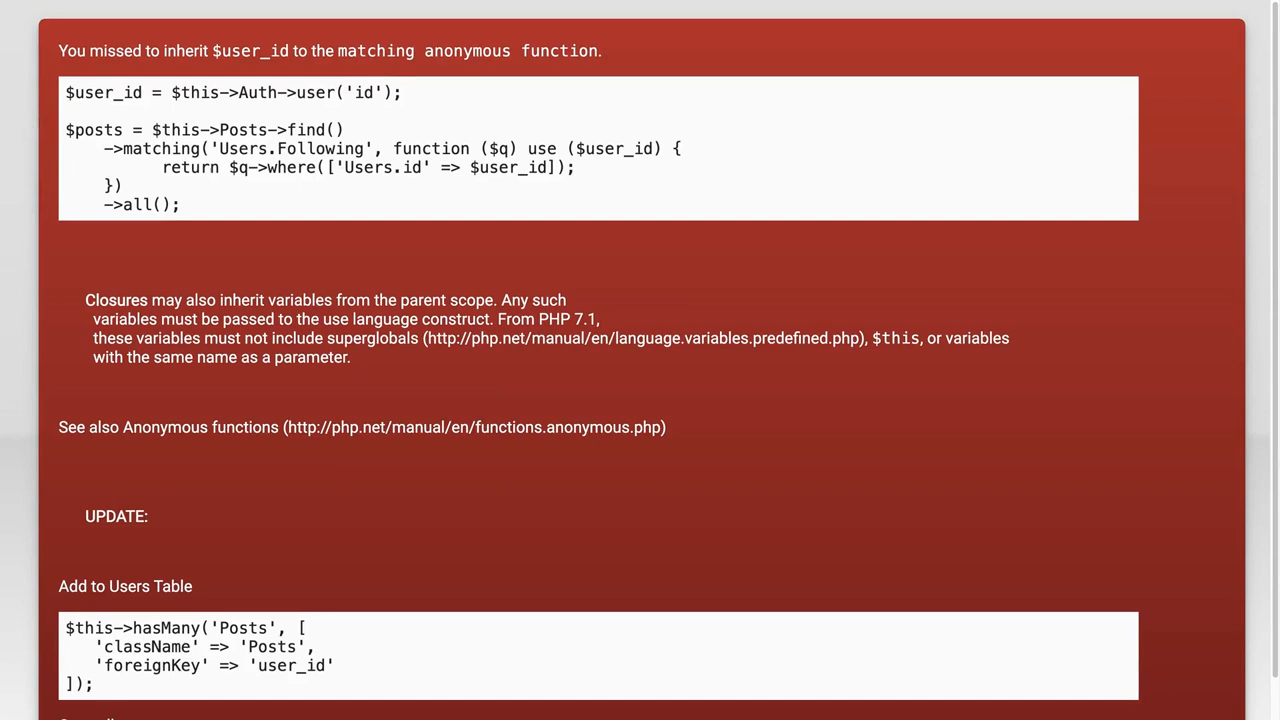 You missed to inherit $user_id to the matching anonymous function.
$user_id = $this->Auth->user('id');
$posts = $this->Posts->find()
->matching('Users.Following', function ($q) use ($user_id) {
return $q->where(['Users.id' => $user_id]);
})
->all();
Closures may also inherit variables from the parent scope. Any such
variables must be passed to the use language construct. From PHP 7.1,
these variables must not include superglobals (http://php.net/manual/en/language.variables.predefined.php), $this, or variables
with the same name as a parameter.
See also Anonymous functions (http://php.net/manual/en/functions.anonymous.php)
UPDATE:
Add to Users Table
$this->hasMany('Posts', [
'className' => 'Posts',
'foreignKey' => 'user_id'
]);